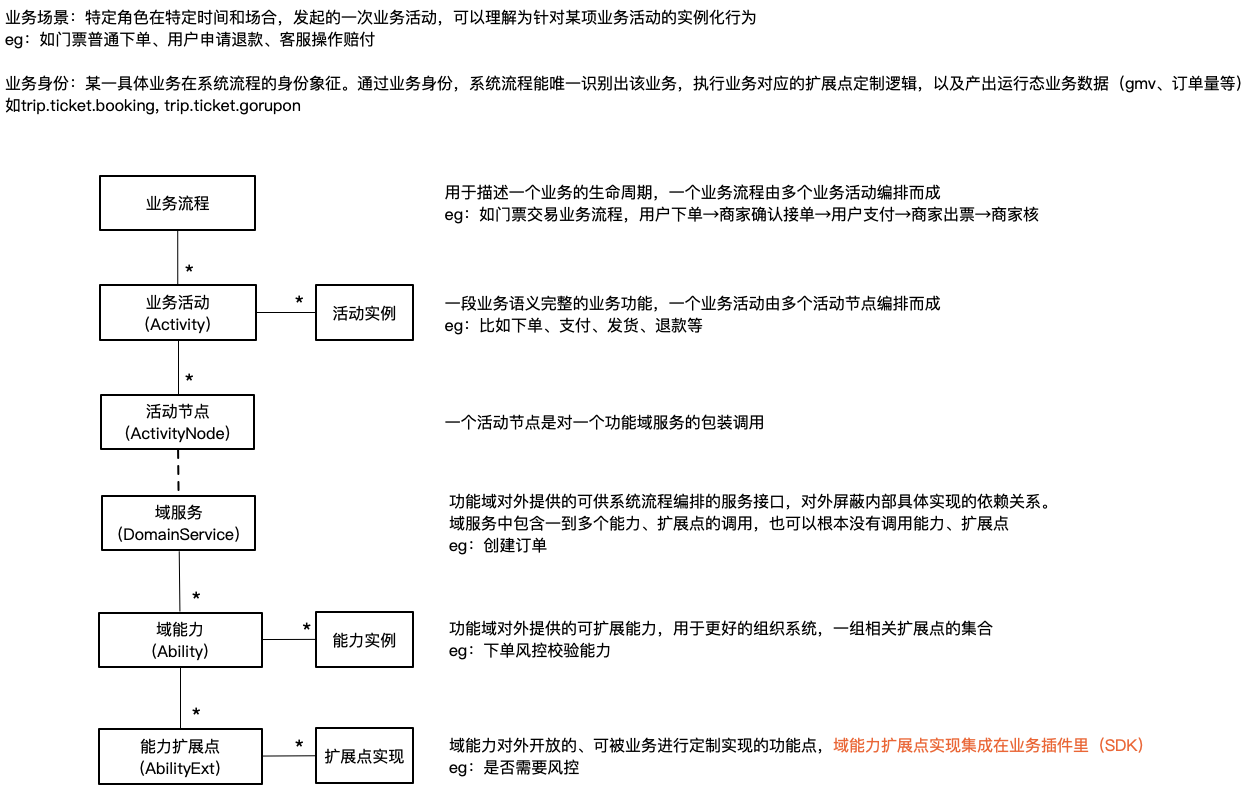 业务场景：特定角色在特定时间和场合，发起的一次业务活动，可以理解为针对某项业务活动的实例化行为
eg：如门票普通下单、用户申请退款、客服操作赔付
业务身份：某一具体业务在系统流程的身份象征。通过业务身份，系统流程能唯一识别出该业务，执行业务对应的扩展点定制逻辑，以及产出运行态业务数据（gmv、订单量等）
如trip.ticket.booking, trip.ticket.gorupon
业务流程
用于描述一个业务的生命周期，一个业务流程由多个业务活动编排而成
eg：如门票交易业务流程，用户下单→商家确认接单→用户支付→商家出票→商家核
*
业务活动
（Activity）
*
活动实例
一段业务语义完整的业务功能，一个业务活动由多个活动节点编排而成
eg：比如下单、支付、发货、退款等
*
活动节点
（ActivityNode）
一个活动节点是对一个功能域服务的包装调用
域服务
（DomainService）
功能域对外提供的可供系统流程编排的服务接口，对外屏蔽内部具体实现的依赖关系。
域服务中包含一到多个能力、扩展点的调用，也可以根本没有调用能力、扩展点
eg：创建订单
*
域能力
（Ability）
*
能力实例
功能域对外提供的可扩展能力，用于更好的组织系统，一组相关扩展点的集合
eg：下单风控校验能力
*
能力扩展点
（AbilityExt）
*
扩展点实现
域能力对外开放的、可被业务进行定制实现的功能点，域能力扩展点实现集成在业务插件里（SDK）
eg：是否需要风控